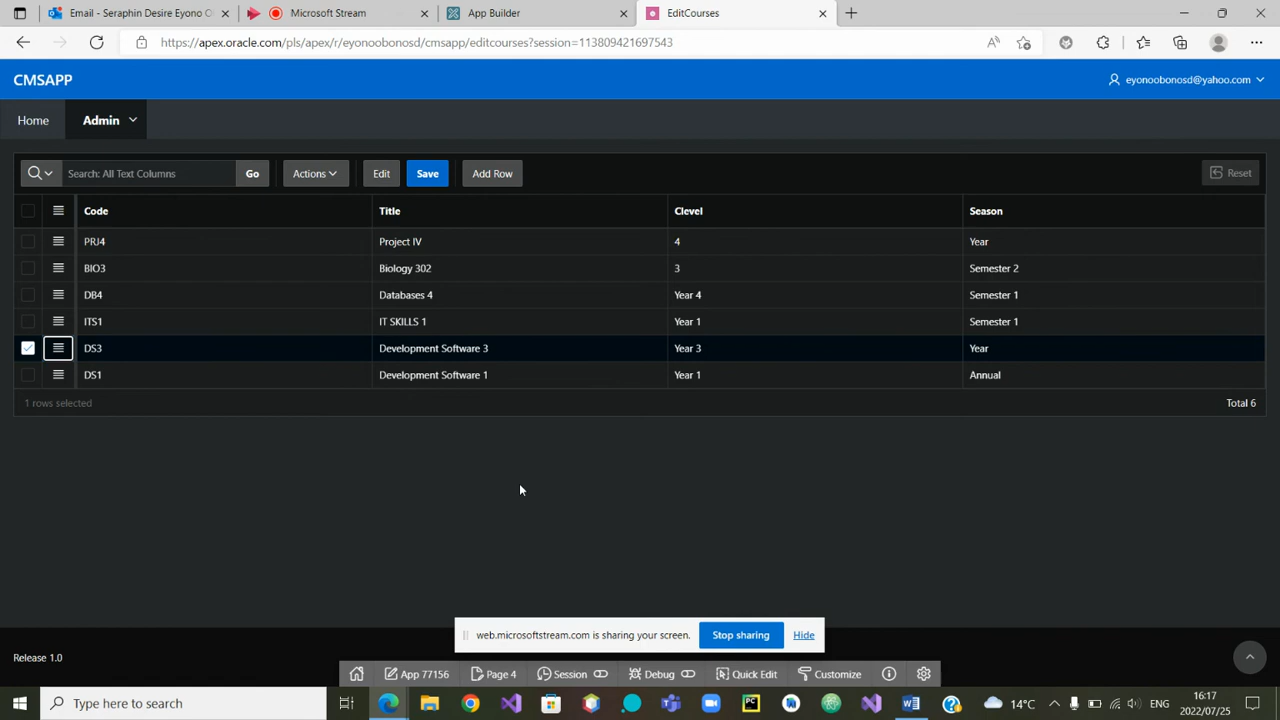 Email - Seraphin Desire Eyono O
Microsoft Stream
App Builder
EditCourses
https://apex.oracle.com/pls/apex/r/eyonoobonosd/cmsapp/editcourses?session=113809421697543
CMSAPP
eyonoobonosd@yahoo.com
Home
Admin
Search: All Text Columns
Go
Actions
Edit
Save
Add Row
Reset
Code Title Clevel Season
PRJ4 Project IV 4 Year
BIO3 Biology 302 3 Semester 2
DB4 Databases 4 Year 4 Semester 1
ITS1 IT SKILLS 1 Year 1 Semester 1
DS3 Development Software 3 Year 3 Year
DS1 Development Software 1 Year 1 Annual
1 rows selected
Total 6
web.microsoftstream.com is sharing your screen.
Stop sharing
Hide
Release 1.0
App 77156
Page 4
Session
Debug
Quick Edit
Customize
Type here to search
14°C
ENG
16:17
2022/07/25